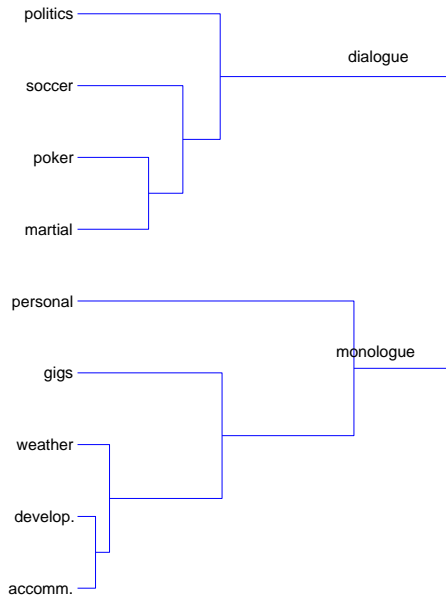 politics
dialogue
soccer
poker
martial
personal
monologue
gigs
weather
develop.
accomm.